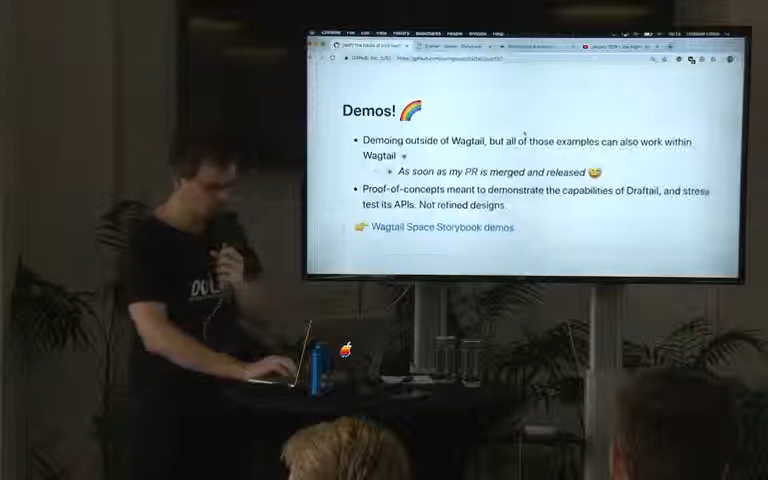 Demos! 🌈
Demoing outside of Wagtail, but all of those examples can also work within
Wagtail
As soon as my PR is merged and released 😅
Proof-of-concepts meant to demonstrate the capabilities of Draftail, and stress
test its APIs. Not refined designs.
👉 Wagtail Space Storybook demos